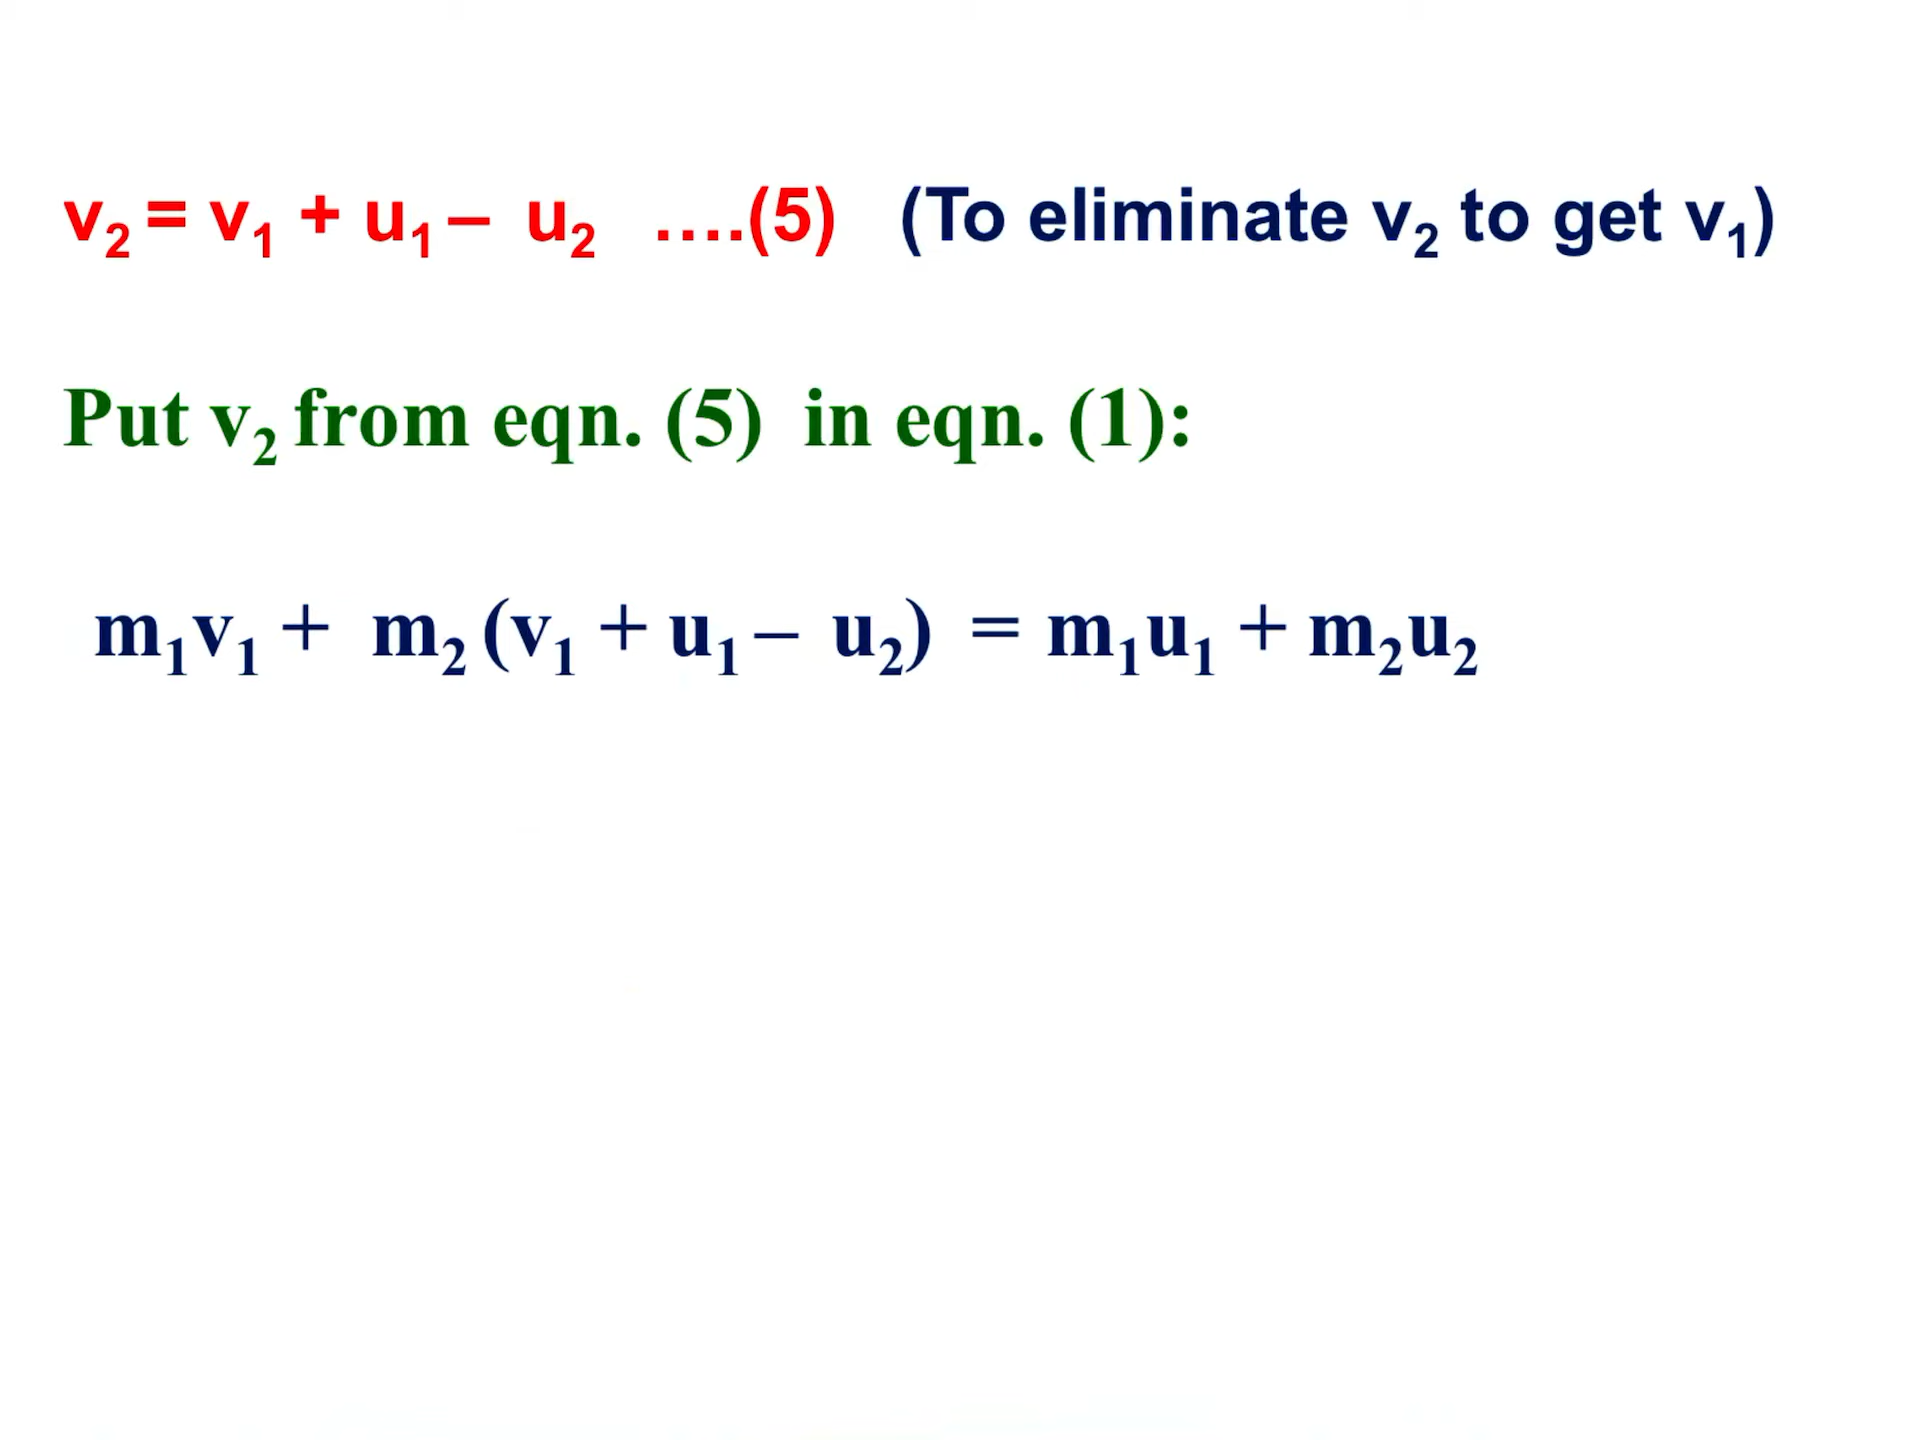 v₂ = v₁ + u₁ – u₂ ....(5) (To eliminate v₂ to get v₁)
Put v₂ from eqn. (5) in eqn. (1):
m₁v₁ + m₂ (v₁ + u₁ – u₂) = m₁u₁ + m₂u₂